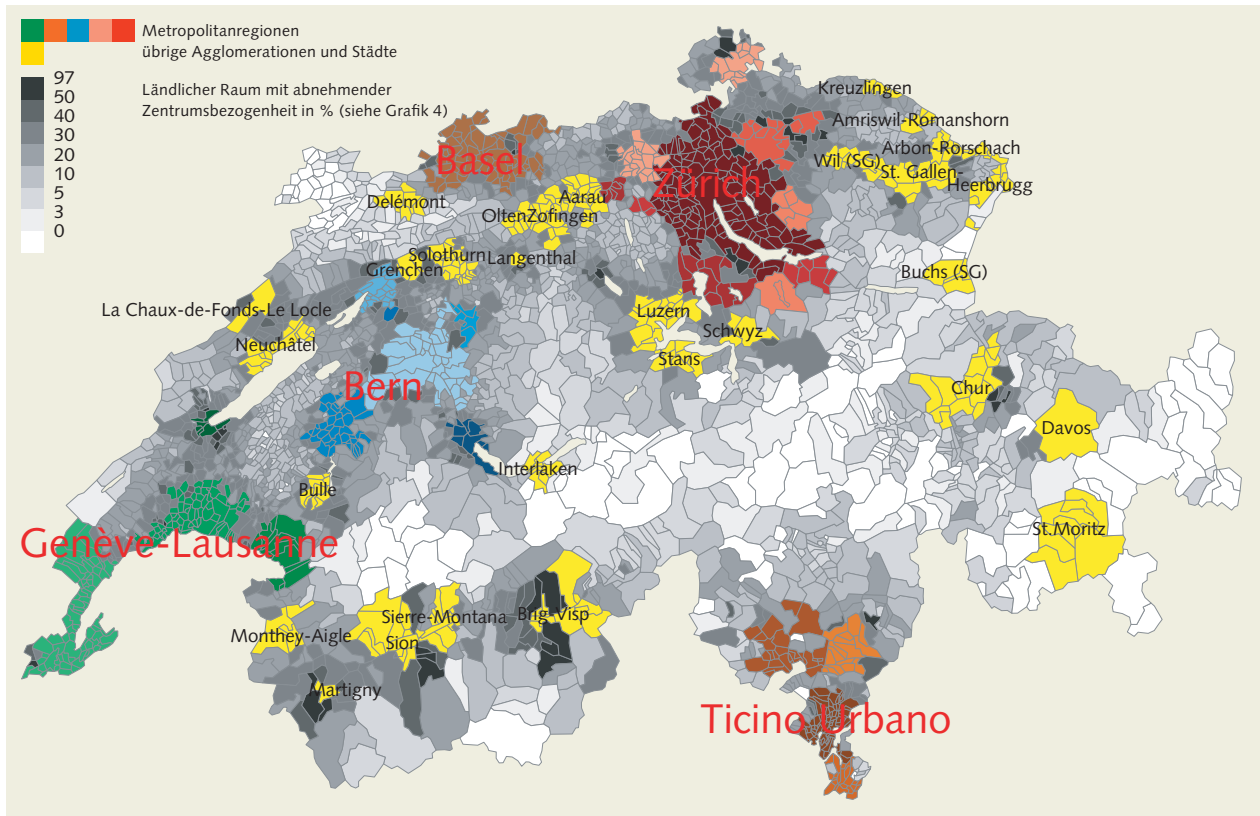 Metropolitanregionen
übrige Agglomerationen und Städte
97
50
40
30
20
10
5
3
0
Ländlicher Raum mit abnehmender
Zentrumsbezogenheit in % (siehe Grafik 4)
Kreuzlingen
Amriswil-Romanshorn
Arbon-Rorschach
Wil (SG)
St. Gallen-
Heerbrugg
Basel
Zürich
Delémont
Aarau
OltenZofingen
Solothurn
Langenthal
Grenchen
Buchs (SG)
La Chaux-de-Fonds-Le Locle
Luzern
Schwyz
Neuchâtel
Stans
Bern
Chur
Davos
Interlaken
Bulle
St.Moritz
Genève-Lausanne
Sierre-Montana
Brig-Visp
Monthey-Aigle
Sion
Martigny
Ticino Urbano